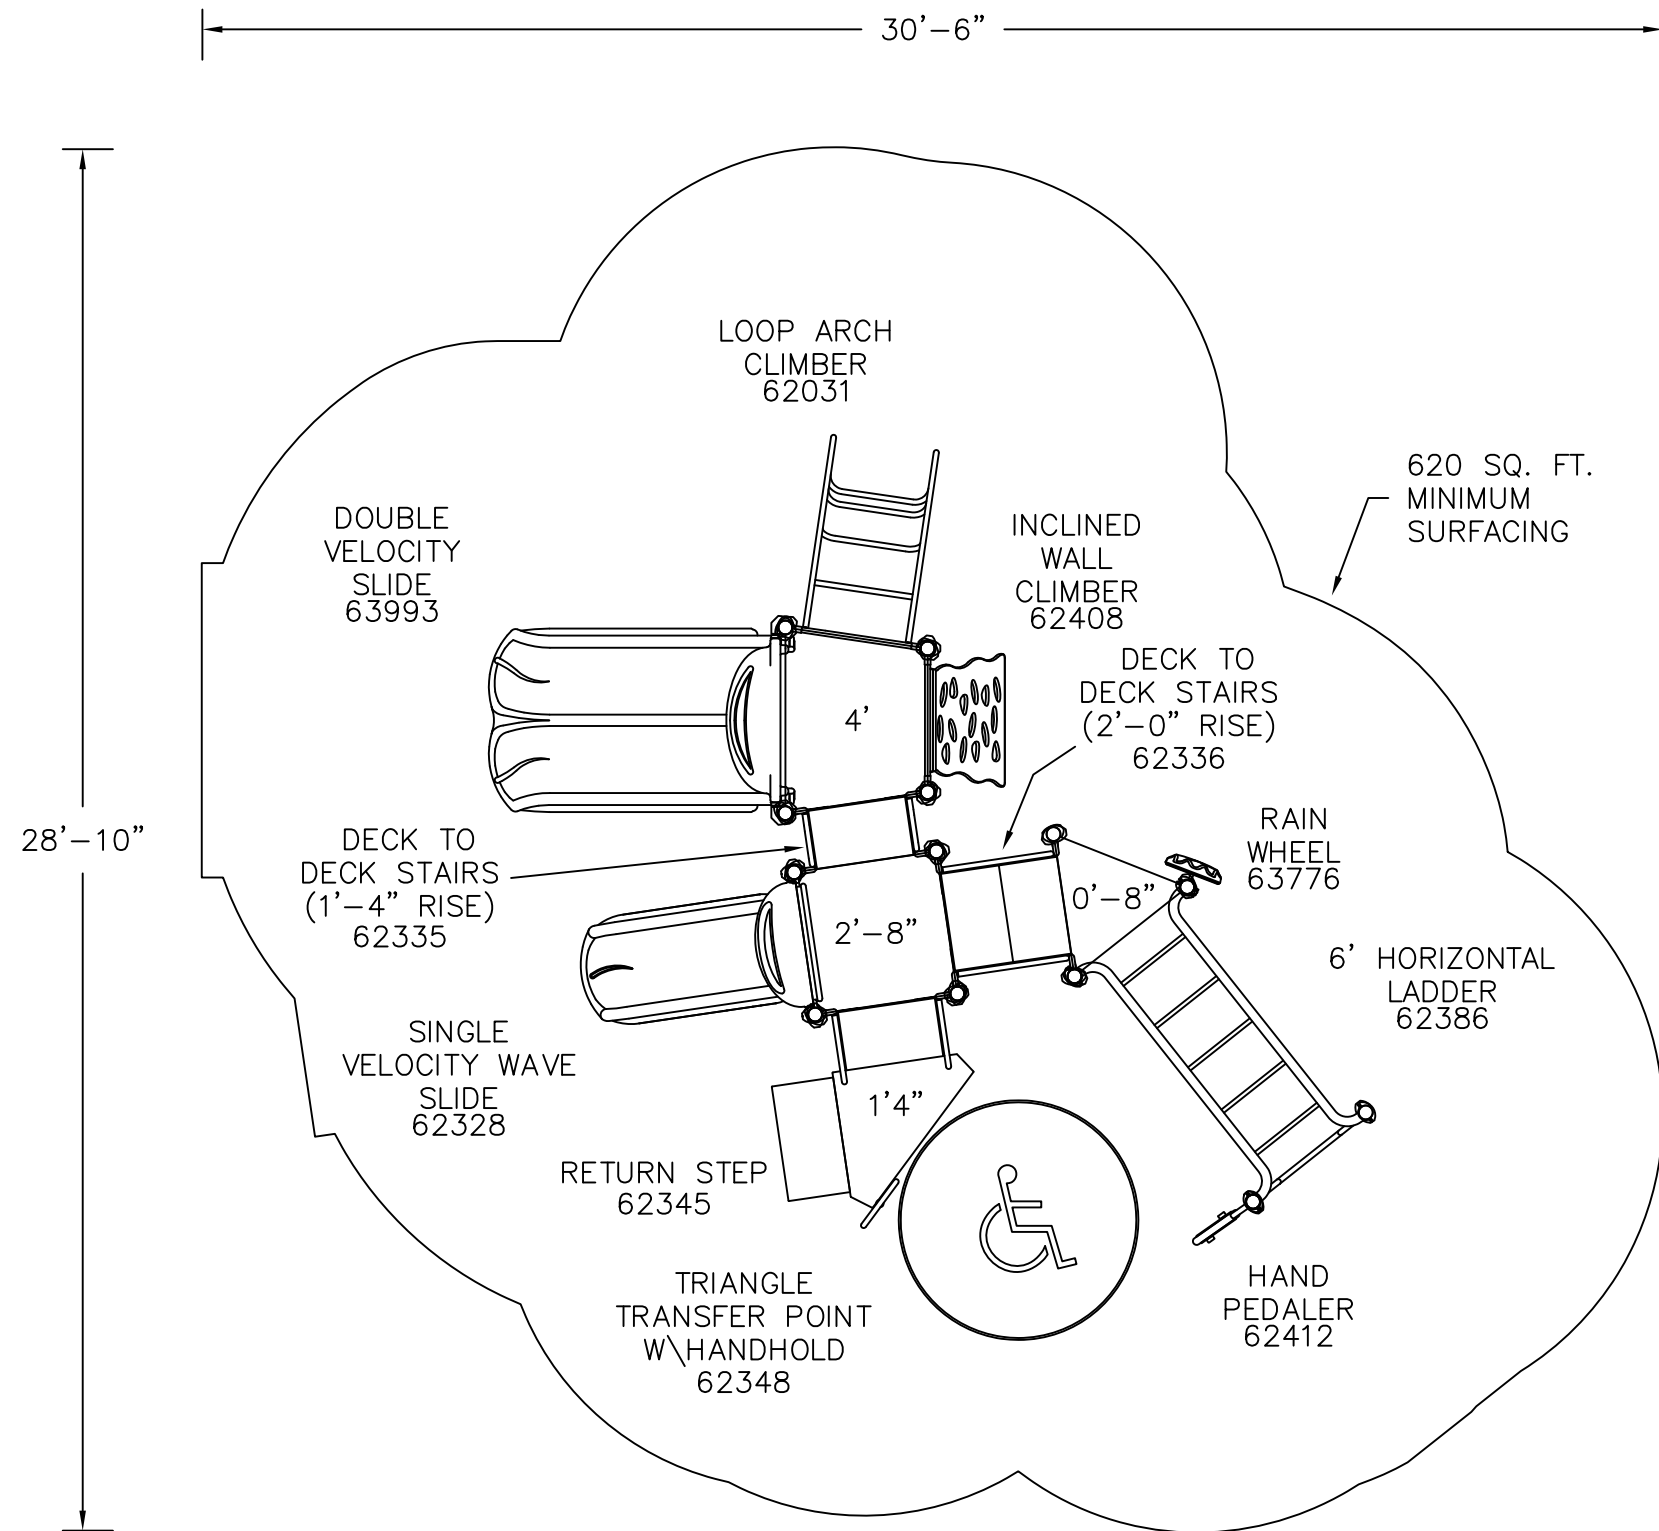 30'-6"
LOOP ARCH
CLIMBER
62031
620 SQ. FT.
MINIMUM
SURFACING
DOUBLE
VELOCITY
SLIDE
63993
INCLINED
WALL
CLIMBER
62408
DECK TO
DECK STAIRS
(2'-0" RISE)
62336
4'
28'-10"
DECK TO
DECK STAIRS
(1'-4" RISE)
62335
RAIN
WHEEL
63776
0'-8"
2'-8"
6' HORIZONTAL
LADDER
62386
SINGLE
VELOCITY WAVE
SLIDE
62328
1'4"
RETURN STEP
62345
TRIANGLE
TRANSFER POINT
W\HANDHOLD
62348
HAND
PEDALER
62412